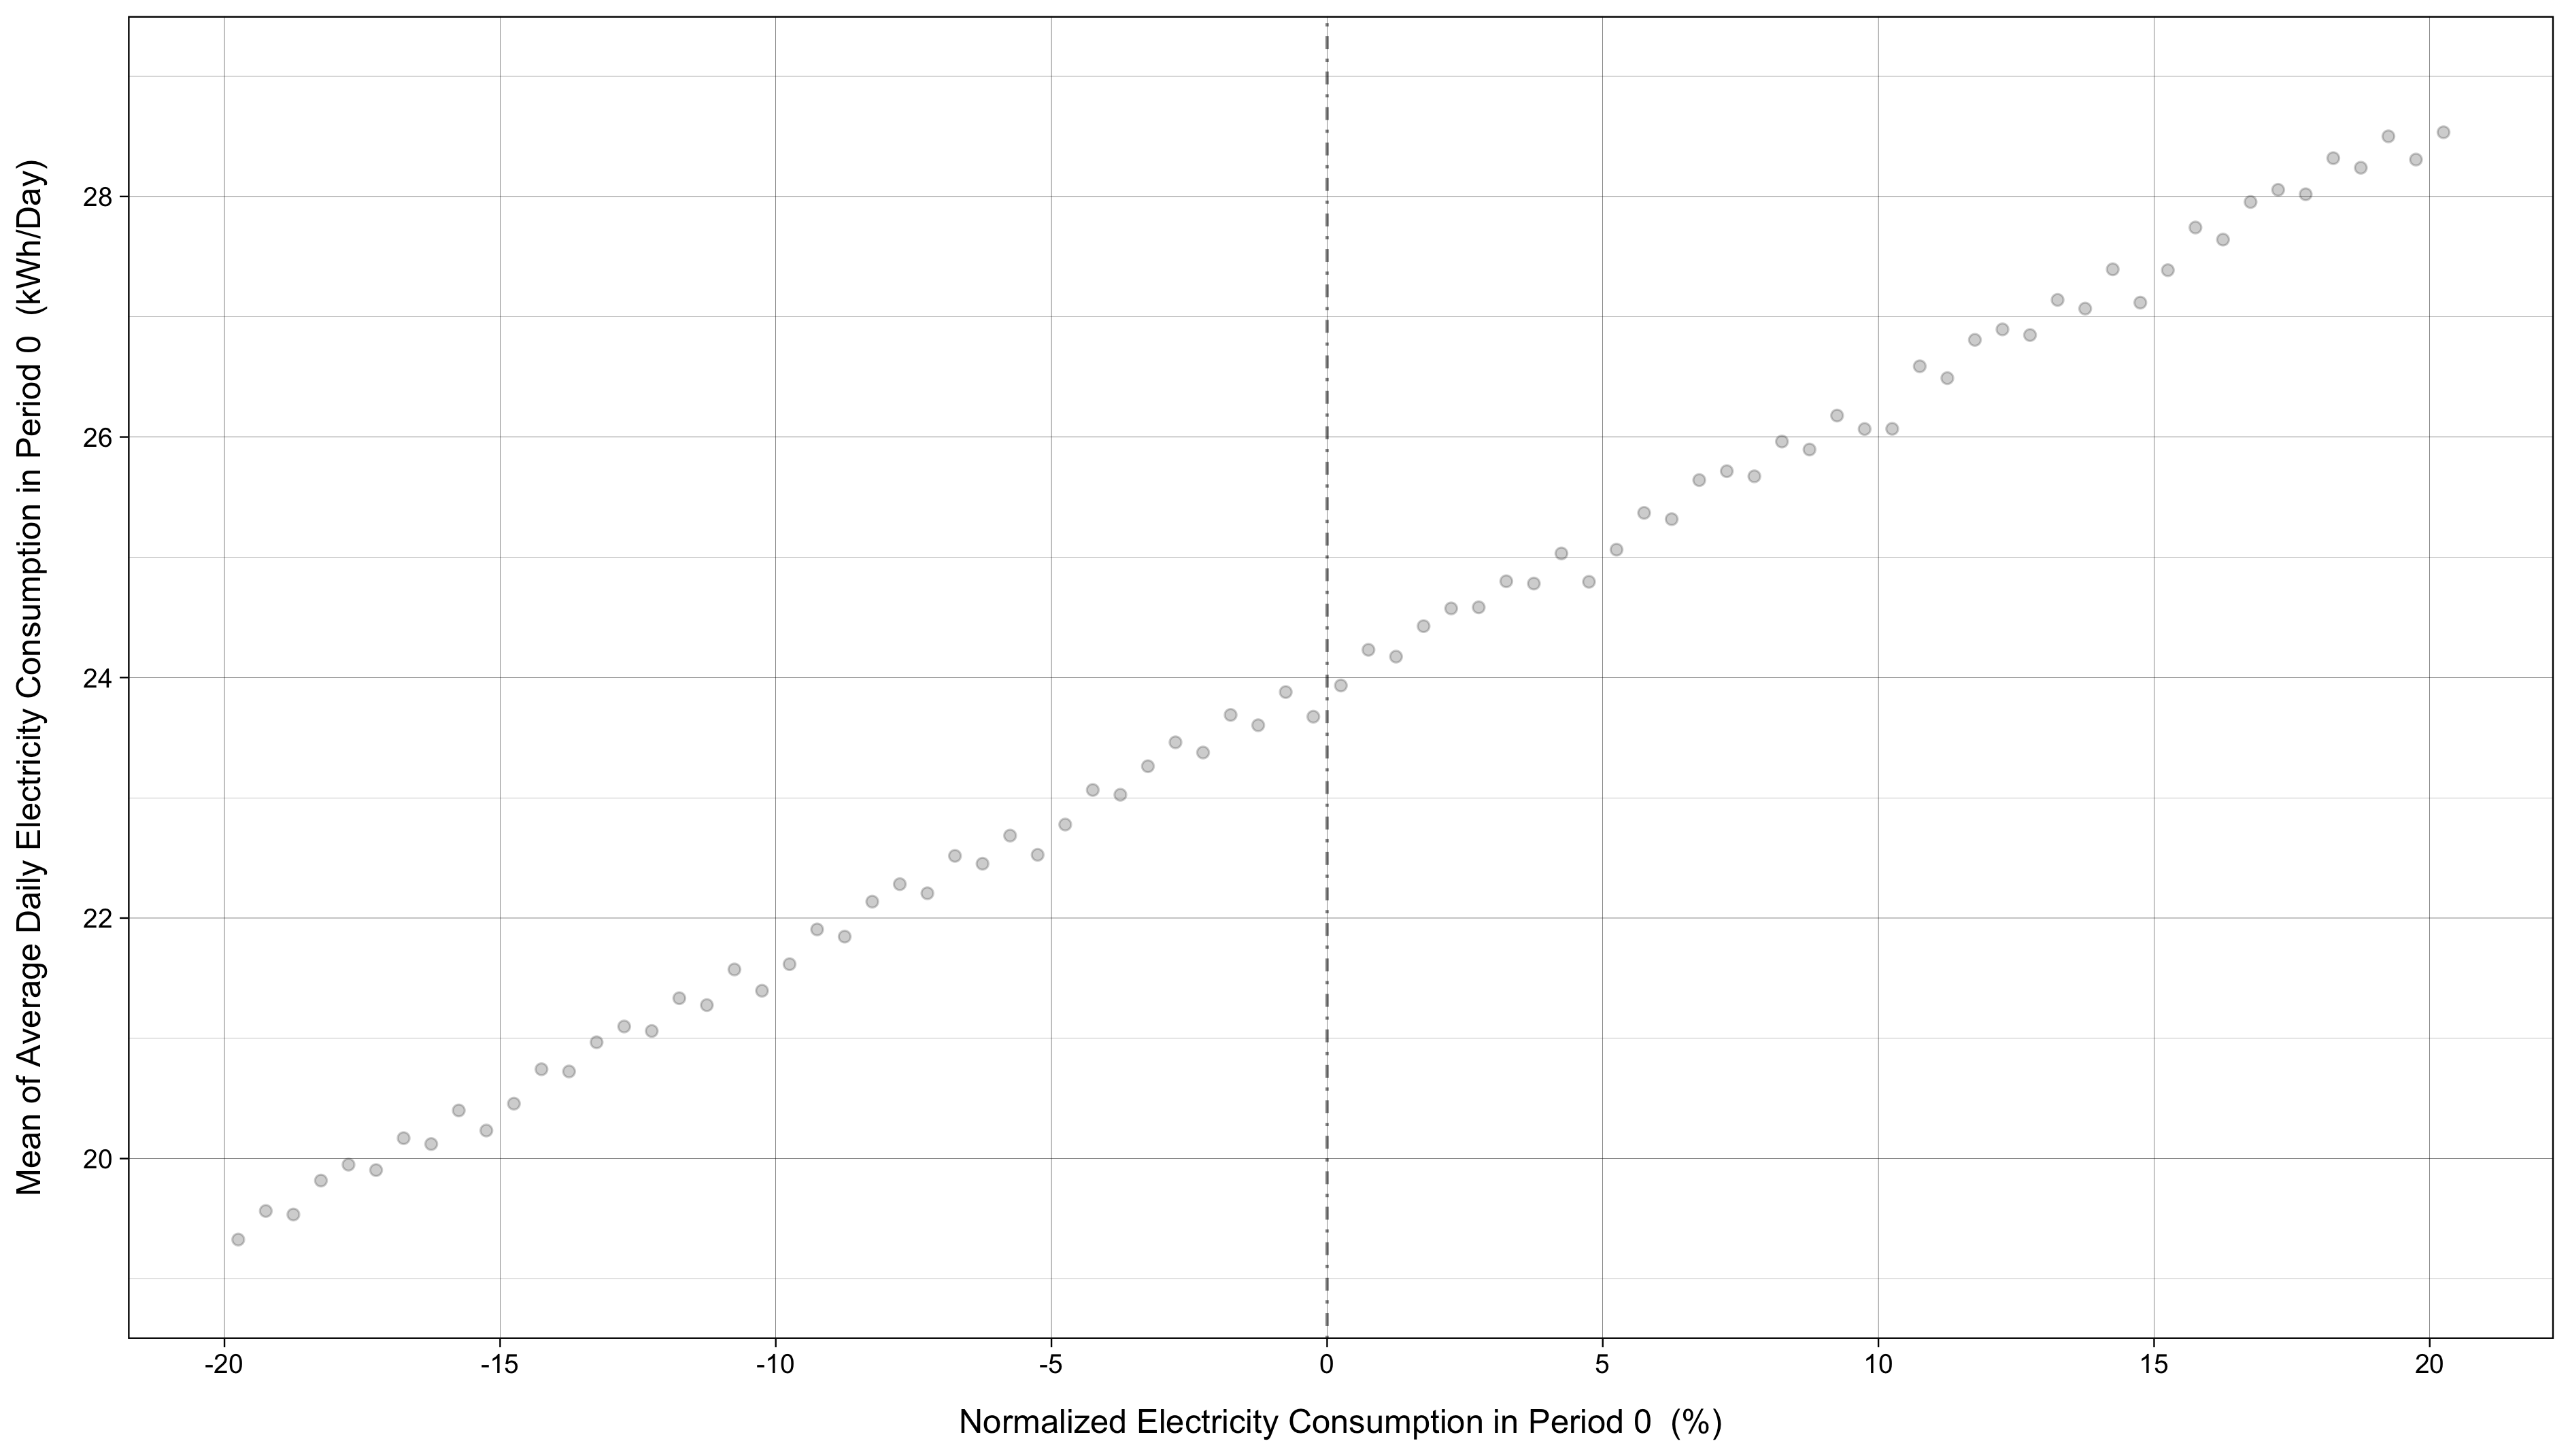 Mean of Average Daily Electricity Consumption in Period 0  (kWh/Day)
28
26
24
22
20
-20 -15 -10 -5 0 5 10 15 20
Normalized Electricity Consumption in Period 0  (%)